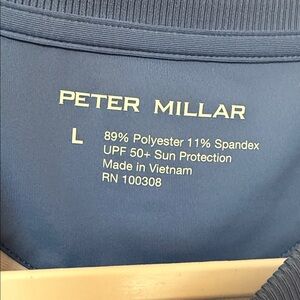 PETER MILLAR
L 89% Polyester 11% Spandex
UPF 50+ Sun Protection
Made in Vietnam
RN 100308